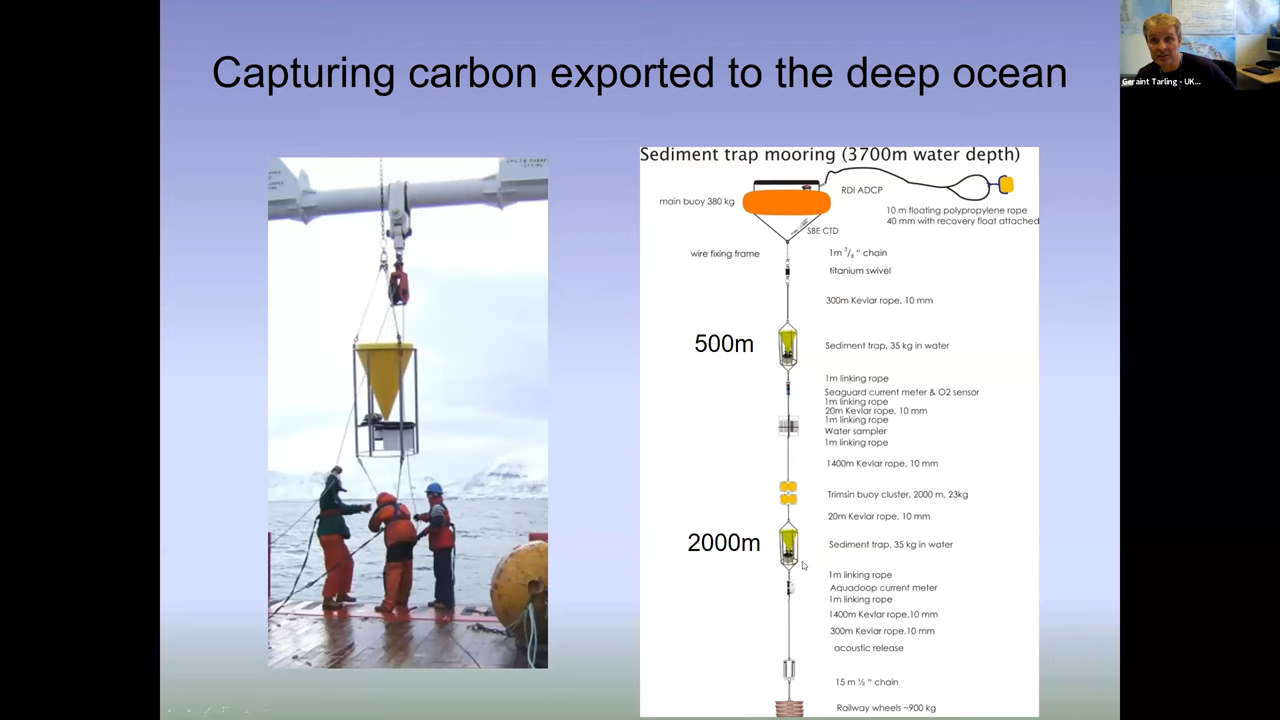 Capturing carbon exported to the deep ocean
Geraint Tarling - UK...
Sediment trap mooring (3700m water depth)
main buoy 380 kg
RDI ADCP
10 m floating polypropylene rope
40 mm with recovery float attached
SBE CTD
wire fixing frame
1m 3/8 " chain
titanium swivel
300m Kevlar rope, 10 mm
500m
Sediment trap, 35 kg in water
1m linking rope
Seaguard current meter & O2 sensor
1m linking rope
20m Kevlar rope, 10 mm
1m linking rope
Water sampler
1m linking rope
1400m Kevlar rope, 10 mm
Trimsin buoy cluster, 2000 m, 23kg
20m Kevlar rope, 10 mm
2000m
Sediment trap, 35 kg in water
1m linking rope
Aquadoop current meter
1m linking rope
1400m Kevlar rope,10 mm
300m Kevlar rope,10 mm
acoustic release
15 m ½ " chain
Railway wheels ~900 kg